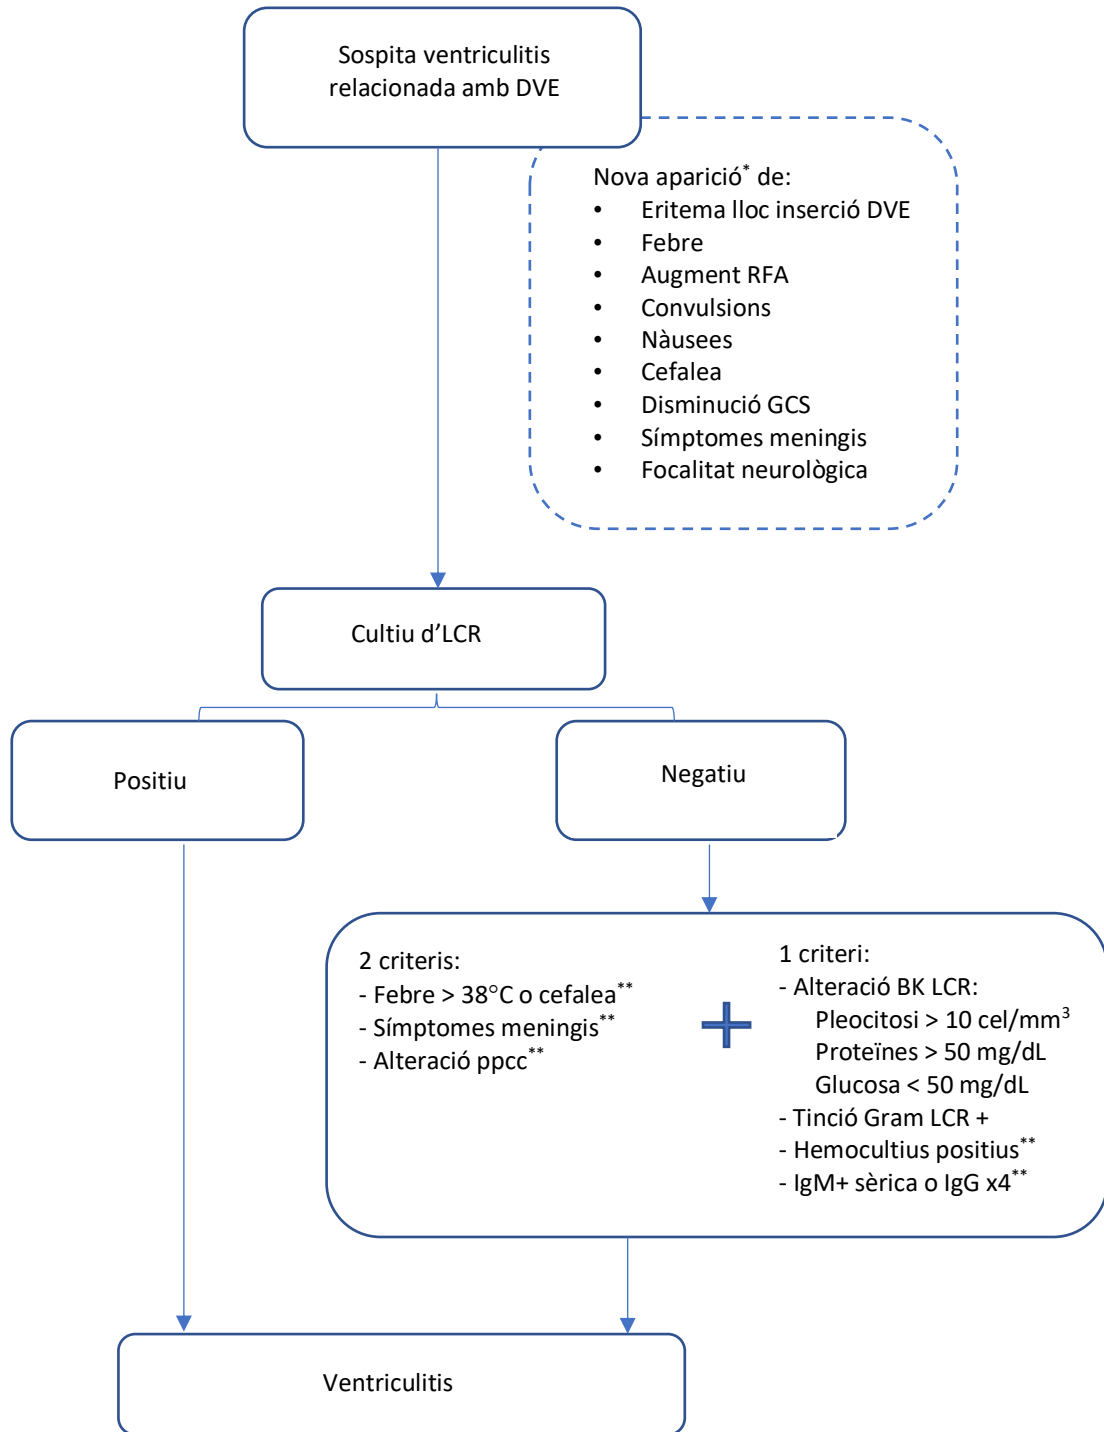 Sospita ventriculitis
relacionada amb DVE
Nova aparició* de:
• Eritema lloc inserció DVE
• Febre
• Augment RFA
• Convulsions
• Nàusees
• Cefalea
• Disminució GCS
• Símptomes meningis
• Focalitat neurològica
Cultiu d’LCR
Positiu
Negatiu
2 criteris:
- Febre > 38°C o cefalea**
- Símptomes meningis**
- Alteració ppcc**
1 criteri:
- Alteració BK LCR:
Pleocitosi > 10 cel/mm³
Proteïnes > 50 mg/dL
Glucosa < 50 mg/dL
- Tinció Gram LCR +
- Hemocultius positius**
- IgM+ sèrica o IgG x4**
Ventriculitis